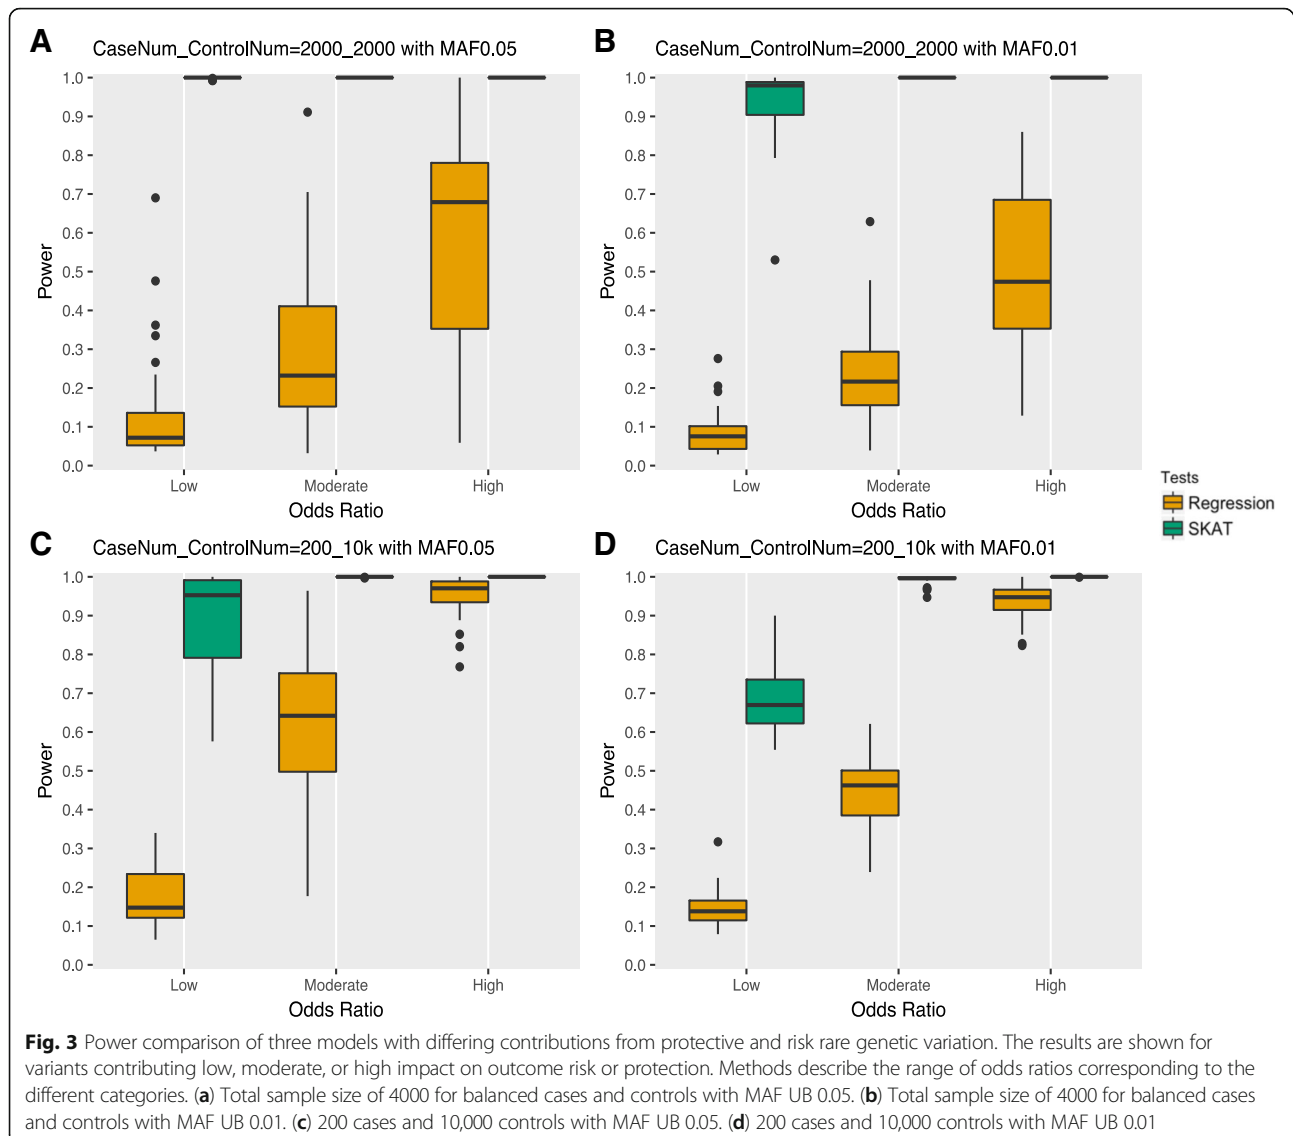 A
CaseNum_ControlNum=2000_2000 with MAF0.05
1.0
0.9
0.8
0.7
0.6
0.5
0.4
0.3
0.2
0.1
0.0
Power
Low
Moderate
High
Odds Ratio
B
CaseNum_ControlNum=2000_2000 with MAF0.01
1.0
0.9
0.8
0.7
0.6
0.5
0.4
0.3
0.2
0.1
0.0
Power
Low
Moderate
High
Odds Ratio
Tests
Regression
SKAT
C
CaseNum_ControlNum=200_10k with MAF0.05
1.0
0.9
0.8
0.7
0.6
0.5
0.4
0.3
0.2
0.1
0.0
Power
Low
Moderate
High
Odds Ratio
D
CaseNum_ControlNum=200_10k with MAF0.01
1.0
0.9
0.8
0.7
0.6
0.5
0.4
0.3
0.2
0.1
0.0
Power
Low
Moderate
High
Odds Ratio
Fig. 3 Power comparison of three models with differing contributions from protective and risk rare genetic variation. The results are shown for
variants contributing low, moderate, or high impact on outcome risk or protection. Methods describe the range of odds ratios corresponding to the
different categories. (a) Total sample size of 4000 for balanced cases and controls with MAF UB 0.05. (b) Total sample size of 4000 for balanced cases
and controls with MAF UB 0.01. (c) 200 cases and 10,000 controls with MAF UB 0.05. (d) 200 cases and 10,000 controls with MAF UB 0.01